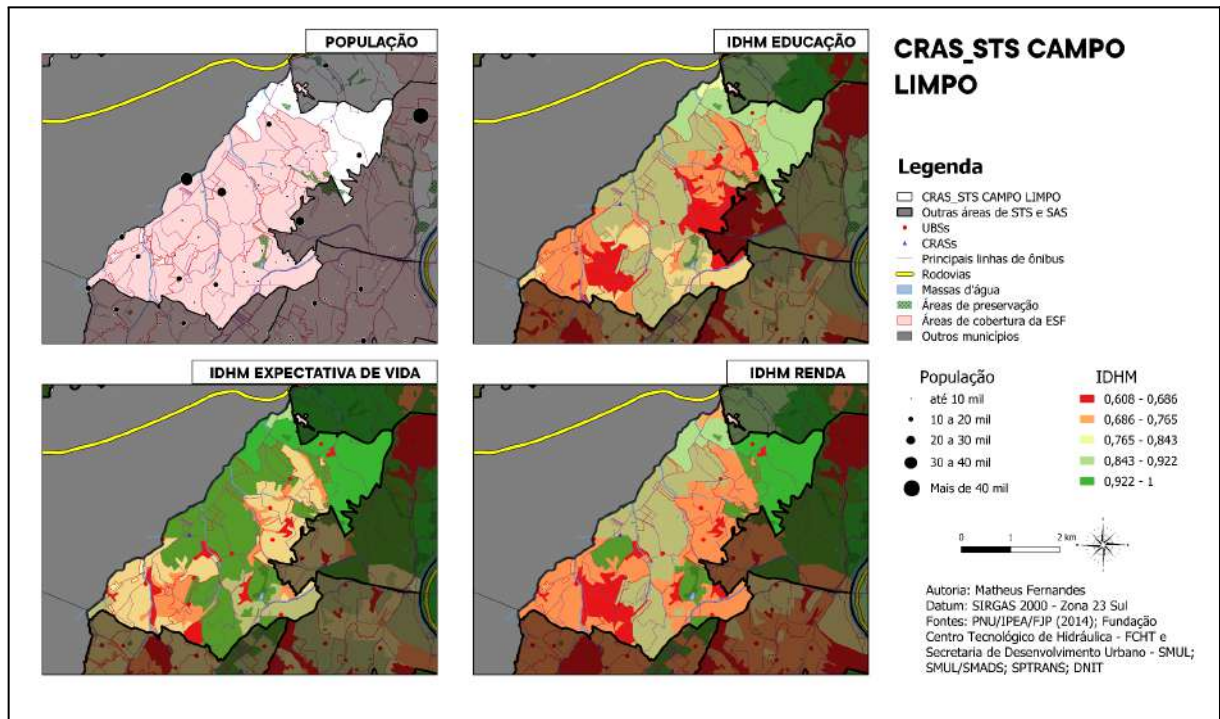 POPULAÇÃO
IDHM EDUCAÇÃO
IDHM EXPECTATIVA DE VIDA
IDHM RENDA
CRAS_STS CAMPO
LIMPO
Legenda
CRAS_STS CAMPO LIMPO
Outras áreas de STS e SAS
UBSs
CRASs
Principais linhas de ônibus
Rodovias
Massas d'água
Áreas de preservação
Áreas de cobertura da ESF
Outros municípios
População
até 10 mil
10 a 20 mil
20 a 30 mil
30 a 40 mil
Mais de 40 mil
IDHM
0,608 - 0,686
0,686 - 0,765
0,765 - 0,843
0,843 - 0,922
0,922 - 1
0 1 2 km
Autoria: Matheus Fernandes
Datum: SIRGAS 2000 - Zona 23 Sul
Fontes: PNU/IPEA/FJP (2014); Fundação
Centro Tecnológico de Hidráulica - FCHT e
Secretaria de Desenvolvimento Urbano - SMUL;
SMUL/SMADS; SPTRANS; DNIT